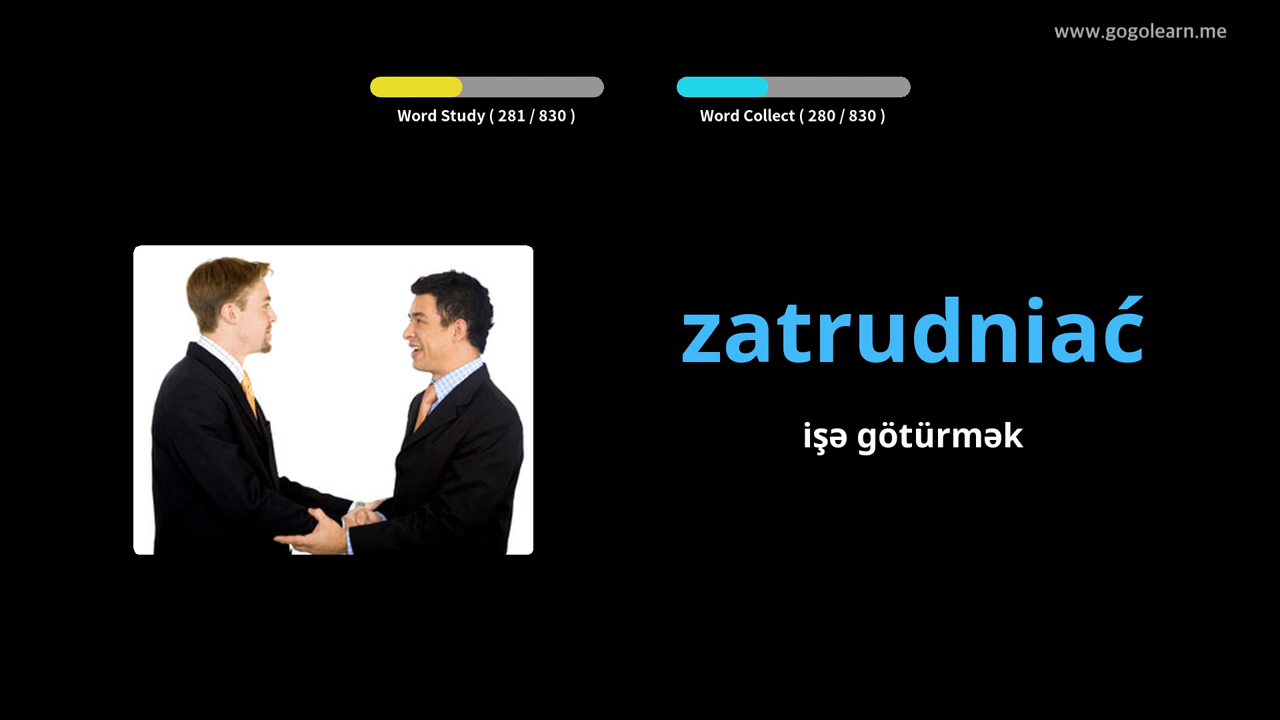 www.gogolearn.me
Word Study ( 281 / 830 )
Word Collect ( 280 / 830 )
zatrudniać
işə götürmək